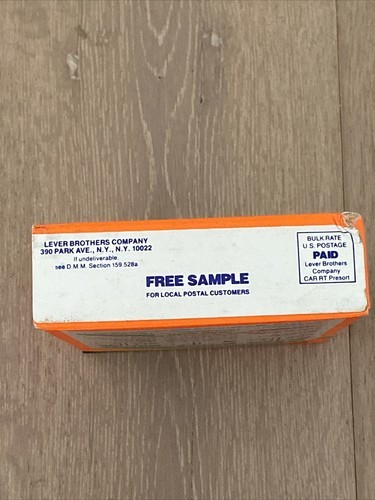 LEVER BROTHERS COMPANY
390 PARK AVE., N.Y., N.Y. 10022
If undeliverable
see D.M.M. Section 159.528a
FREE SAMPLE
FOR LOCAL POSTAL CUSTOMERS
BULK RATE
U.S. POSTAGE
PAID
Lever Brothers
Company
CAR RT Presort